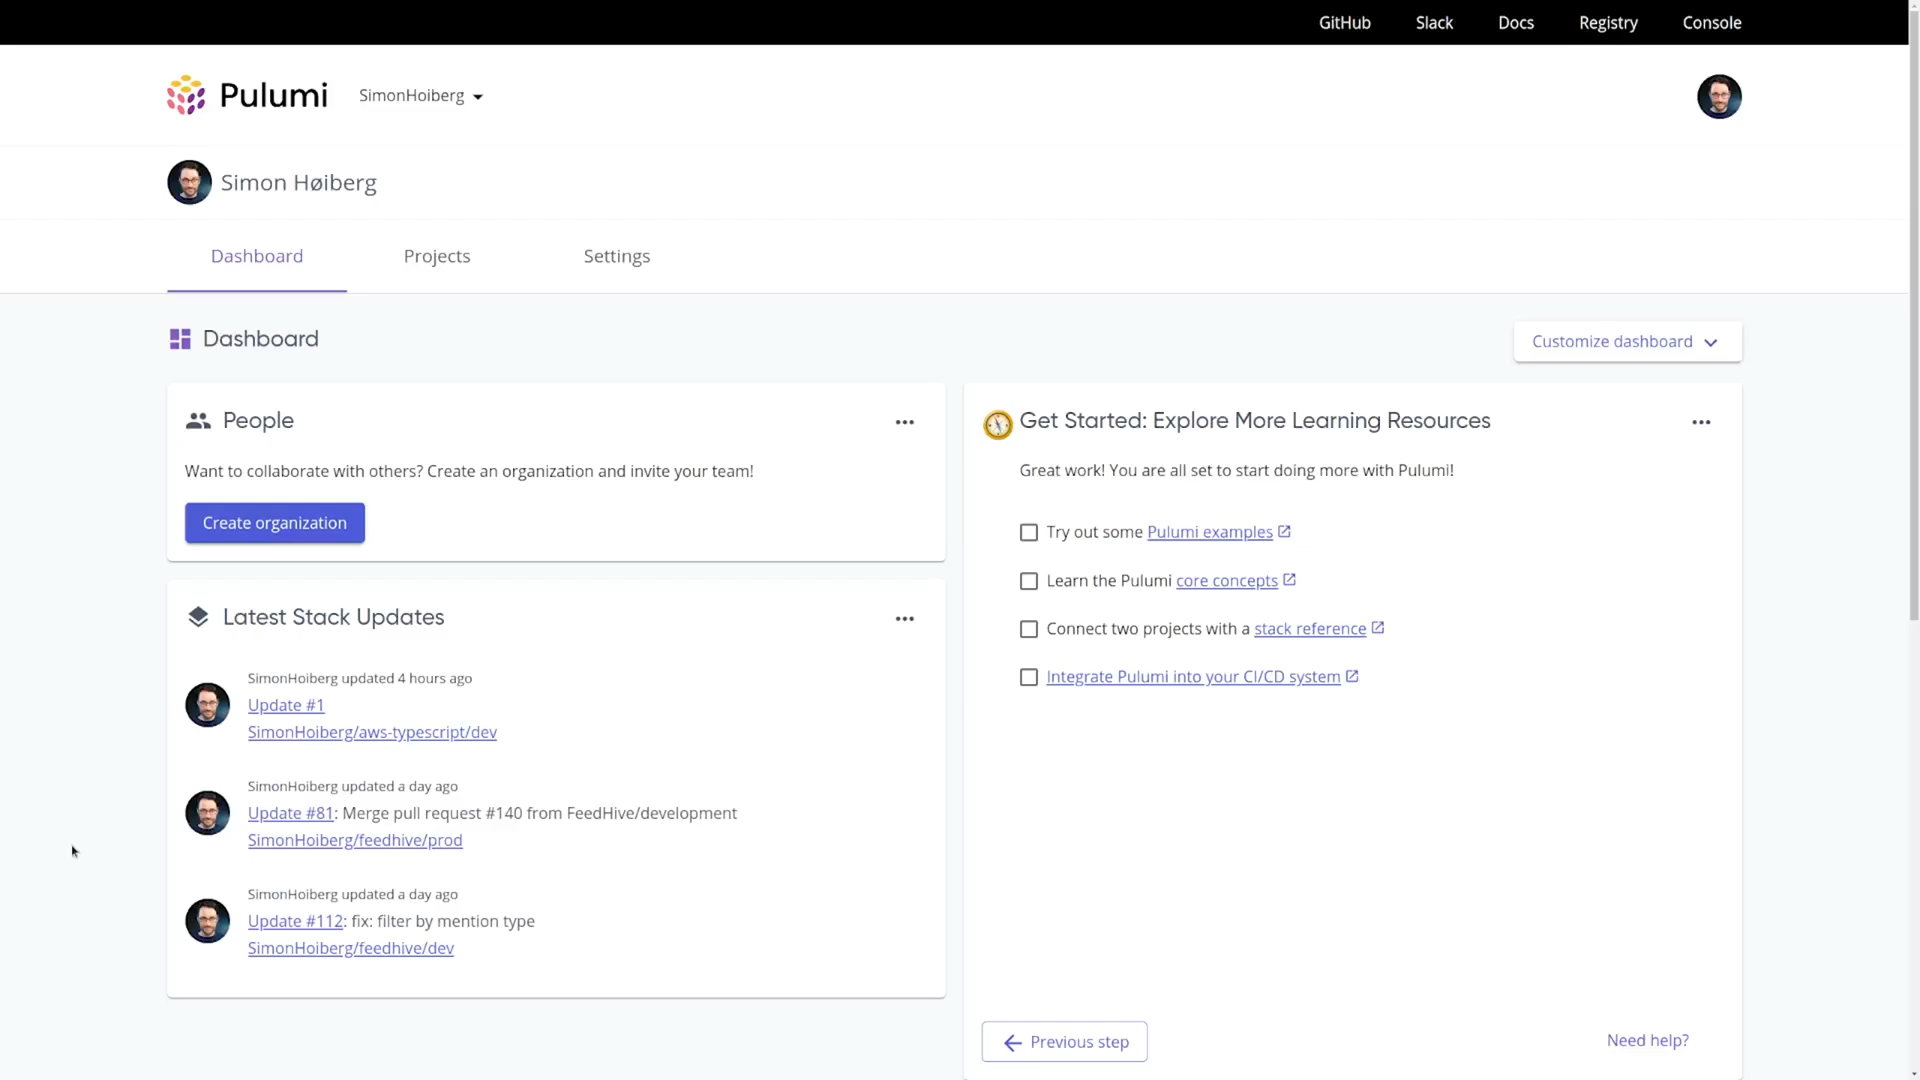 GitHub Slack Docs Registry Console
Pulumi SimonHoiberg
Simon Høiberg
Dashboard Projects Settings
Dashboard
Customize dashboard
People
Want to collaborate with others? Create an organization and invite your team!
Create organization
Latest Stack Updates
SimonHoiberg updated 4 hours ago
Update #1
SimonHoiberg/aws-typescript/dev
SimonHoiberg updated a day ago
Update #81: Merge pull request #140 from FeedHive/development
SimonHoiberg/feedhive/prod
SimonHoiberg updated a day ago
Update #112: fix: filter by mention type
SimonHoiberg/feedhive/dev
Get Started: Explore More Learning Resources
Great work! You are all set to start doing more with Pulumi!
Try out some Pulumi examples
Learn the Pulumi core concepts
Connect two projects with a stack reference
Integrate Pulumi into your CI/CD system
Previous step
Need help?